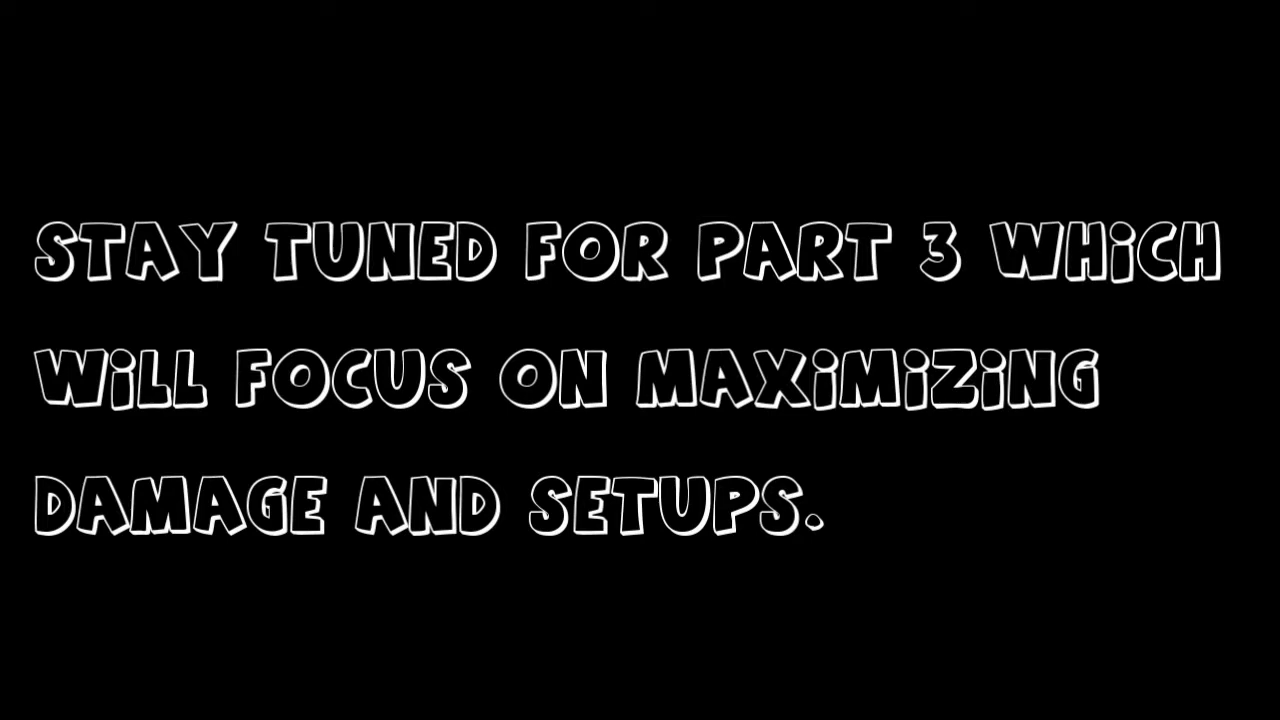 STAY TUNED FOR PART 3 WHiCH
WiLL FOCUS ON MAXiMiZiNG
DAMAGE AND SETUPS.